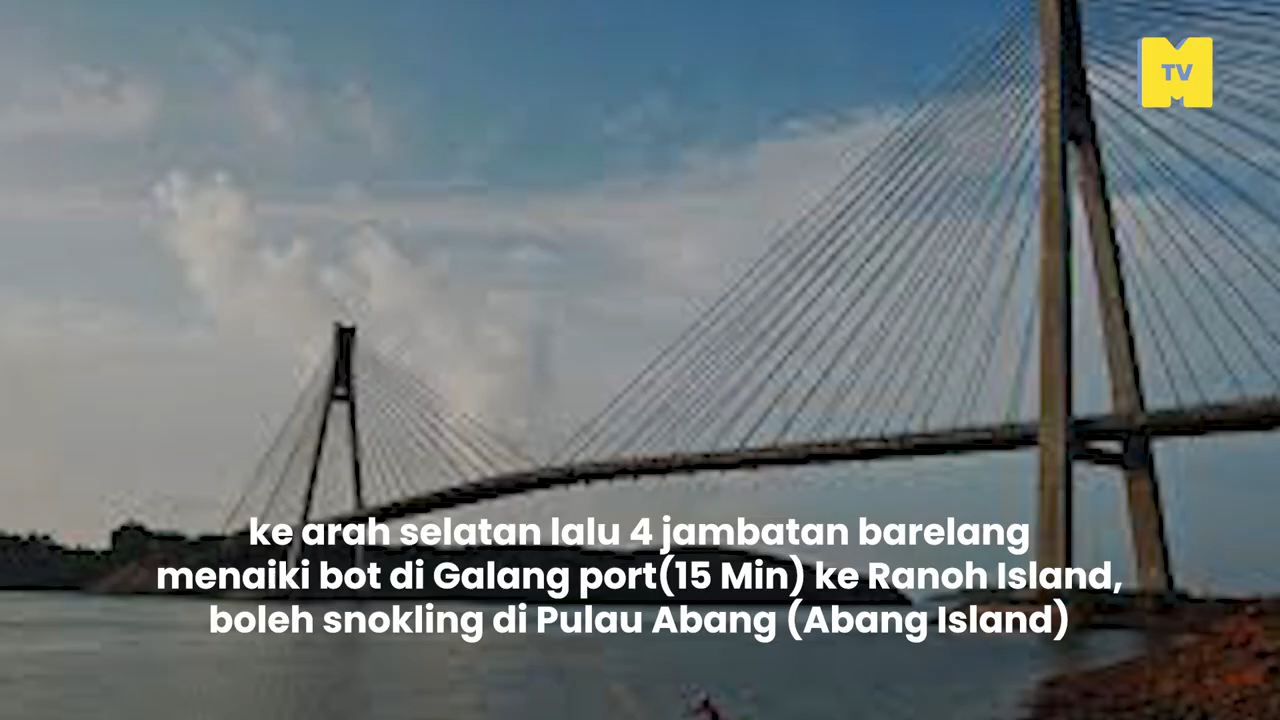 TV
ke arah selatan lalu 4 jambatan barelang
menaiki bot di Galang port(15 Min) ke Ranoh Island,
boleh snokling di Pulau Abang (Abang Island)